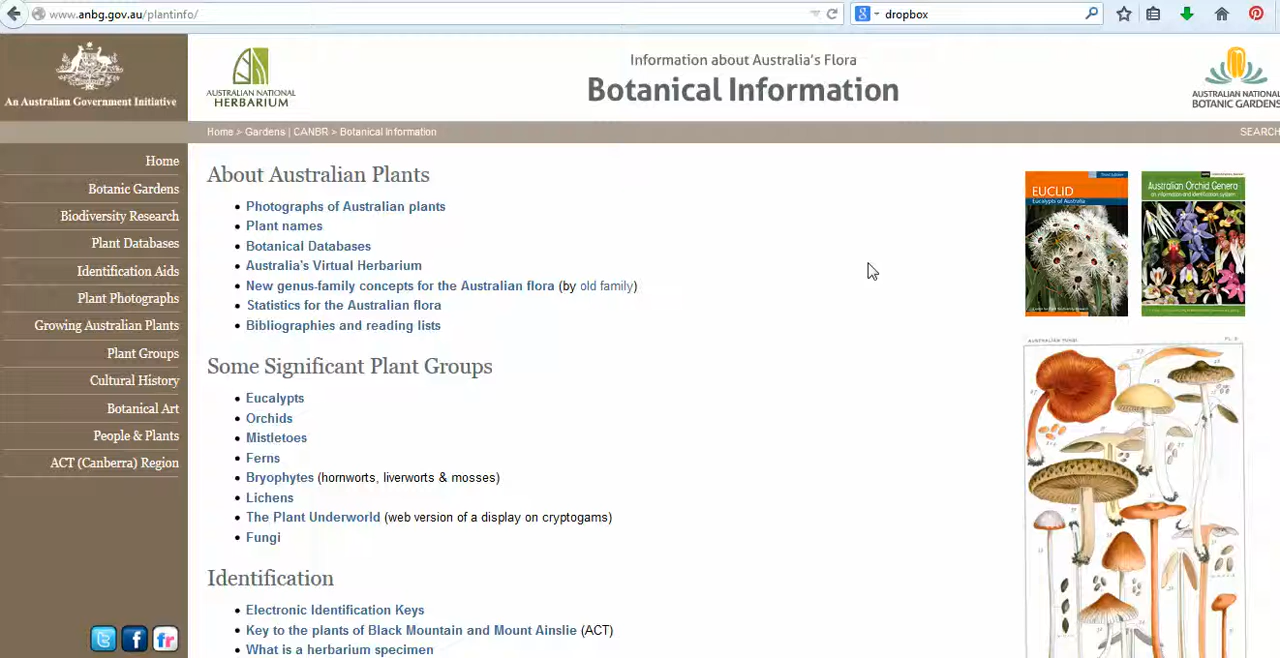 www.anbg.gov.au/plantinfo/
dropbox
An Australian Government Initiative
AUSTRALIAN NATIONAL
HERBARIUM
Information about Australia's Flora
Botanical Information
AUSTRALIAN NATIONAL
BOTANIC GARDENS
Home > Gardens | CANBR > Botanical Information
SEARCH
Home
Botanic Gardens
Biodiversity Research
Plant Databases
Identification Aids
Plant Photographs
Growing Australian Plants
Plant Groups
Cultural History
Botanical Art
People & Plants
ACT (Canberra) Region
About Australian Plants
• Photographs of Australian plants
• Plant names
• Botanical Databases
• Australia's Virtual Herbarium
• New genus-family concepts for the Australian flora (by old family)
• Statistics for the Australian flora
• Bibliographies and reading lists
Some Significant Plant Groups
• Eucalypts
• Orchids
• Mistletoes
• Ferns
• Bryophytes (hornworts, liverworts & mosses)
• Lichens
• The Plant Underworld (web version of a display on cryptogams)
• Fungi
Identification
• Electronic Identification Keys
• Key to the plants of Black Mountain and Mount Ainslie (ACT)
• What is a herbarium specimen
EUCLID
Eucalypts of Australia
Australian Orchid Genera
an information and identification system
AUSTRALIAN FUNGI